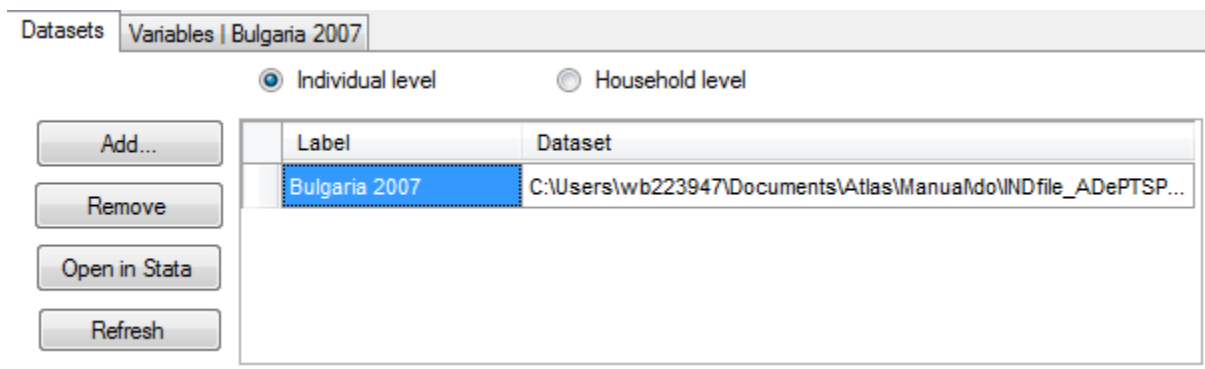 Datasets Variables | Bulgaria 2007
Individual level Household level
Add... Label Dataset
Bulgaria 2007 C:\Users\wb223947\Documents\Atlas\Manual\do\INDfile_ADePTSP...
Remove
Open in Stata
Refresh